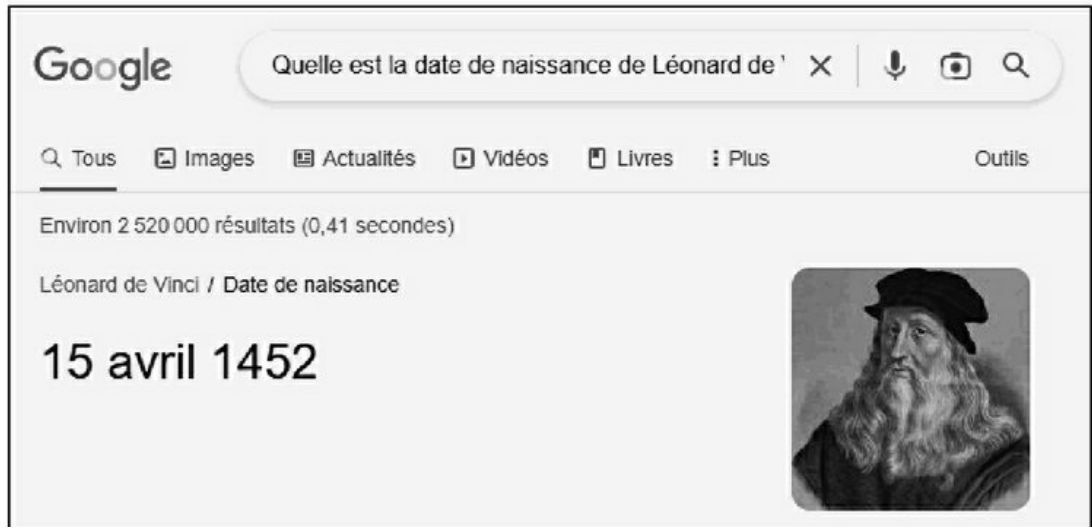 Google
Quelle est la date de naissance de Léonard de
Tous Images Actualités Vidéos Livres Plus Outils
Environ 2 520 000 résultats (0,41 secondes)
Léonard de Vinci / Date de naissance
15 avril 1452